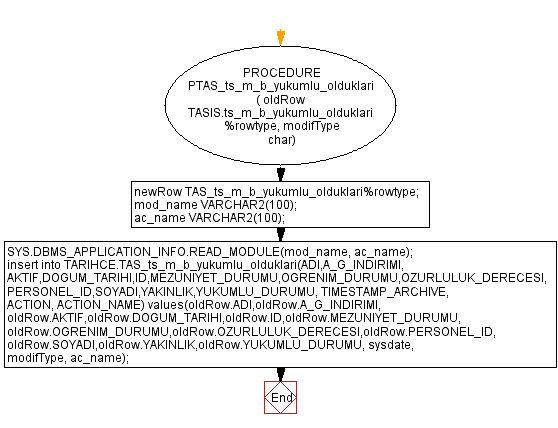 PROCEDURE
PTAS_ts_m_b_yukumlu_olduklari
( oldRow
TASIS.ts_m_b_yukumlu_olduklari
%rowtype, modifType
char)
newRow TAS_ts_m_b_yukumlu_olduklari%rowtype;
mod_name VARCHAR2(100);
ac_name VARCHAR2(100);
SYS.DBMS_APPLICATION_INFO.READ_MODULE(mod_name, ac_name);
insert into TARIHCE.TAS_ts_m_b_yukumlu_olduklari(ADI,A_G_INDIRIMI,
AKTIF,DOGUM_TARIHI,ID,MEZUNIYET_DURUMU,OGRENIM_DURUMU,OZURLULUK_DERECESI,
PERSONEL_ID,SOYADI,YAKINLIK,YUKUMLU_DURUMU, TIMESTAMP_ARCHIVE,
ACTION, ACTION_NAME) values(oldRow.ADI,oldRow.A_G_INDIRIMI,
oldRow.AKTIF,oldRow.DOGUM_TARIHI,oldRow.ID,oldRow.MEZUNIYET_DURUMU,
oldRow.OGRENIM_DURUMU,oldRow.OZURLULUK_DERECESI,oldRow.PERSONEL_ID,
oldRow.SOYADI,oldRow.YAKINLIK,oldRow.YUKUMLU_DURUMU, sysdate,
modifType, ac_name);
End